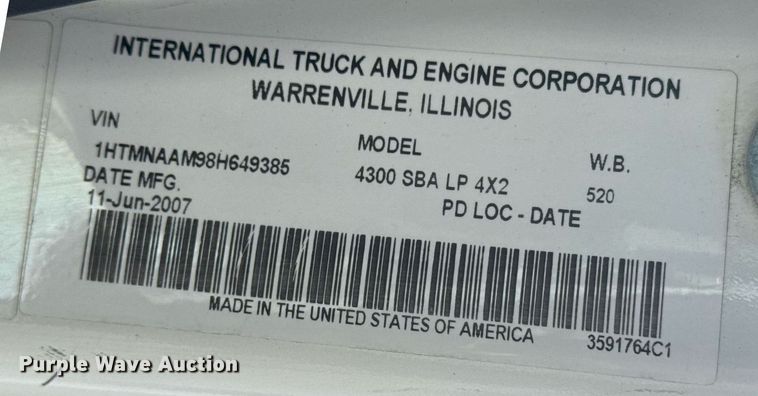 INTERNATIONAL TRUCK AND ENGINE CORPORATION
WARRENVILLE, ILLINOIS
VIN MODEL W.B.
1HTMNAAM98H649385 4300 SBA LP 4X2 520
DATE MFG. PD LOC - DATE
11-Jun-2007
MADE IN THE UNITED STATES OF AMERICA 3591764C1
Purple Wave Auction